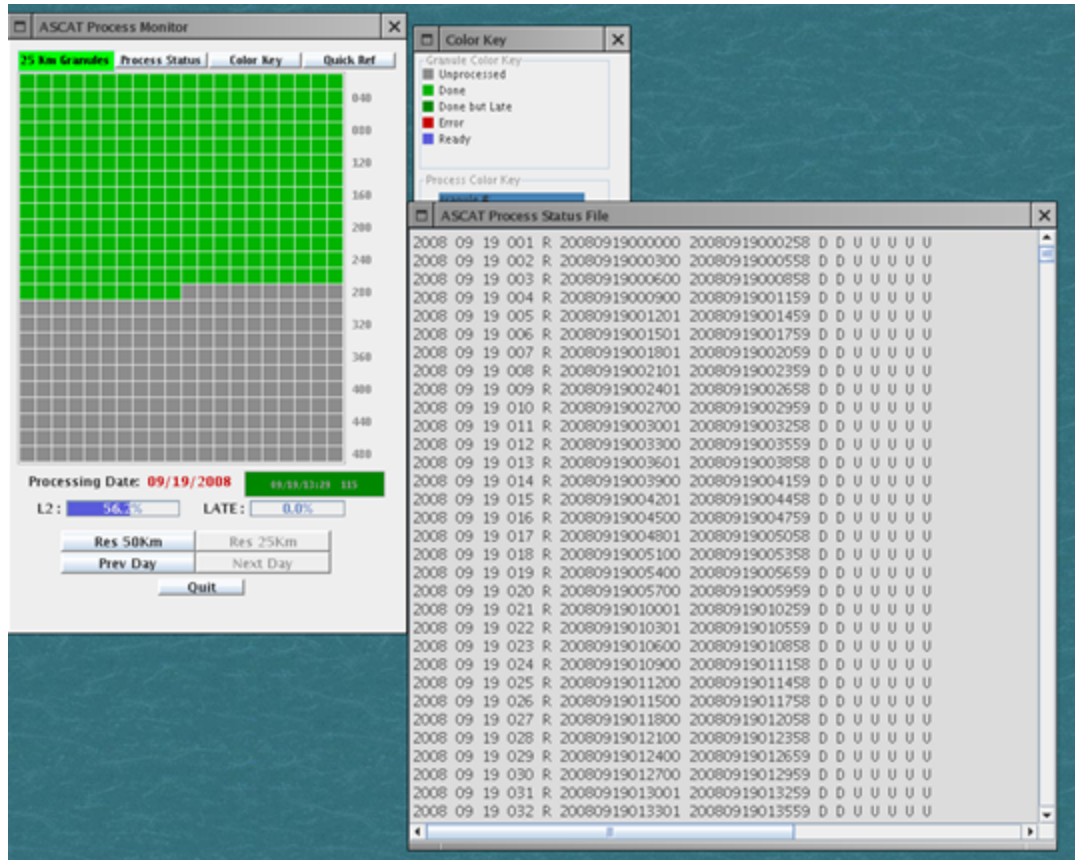 ASCAT Process Monitor
25 Km Granules Process Status Color Key Quick Ref
040
080
120
160
200
240
280
320
360
400
440
480
Processing Date: 09/19/2008 09/19/13:29 115
L2: 56.2% LATE: 0.0%
Res 50Km Res 25Km
Prev Day Next Day
Quit
Color Key
Granule Color Key
Unprocessed
Done
Done but Late
Error
Ready
Process Color Key
ASCAT Process Status File
2008 09 19 001 R 20080919000000 20080919000258 D D U U U U U
2008 09 19 002 R 20080919000300 20080919000558 D D U U U U U
2008 09 19 003 R 20080919000600 20080919000858 D D U U U U U
2008 09 19 004 R 20080919000900 20080919001159 D D U U U U U
2008 09 19 005 R 20080919001201 20080919001459 D D U U U U U
2008 09 19 006 R 20080919001501 20080919001759 D D U U U U U
2008 09 19 007 R 20080919001801 20080919002059 D D U U U U U
2008 09 19 008 R 20080919002101 20080919002359 D D U U U U U
2008 09 19 009 R 20080919002401 20080919002658 D D U U U U U
2008 09 19 010 R 20080919002700 20080919002959 D D U U U U U
2008 09 19 011 R 20080919003001 20080919003258 D D U U U U U
2008 09 19 012 R 20080919003300 20080919003559 D D U U U U U
2008 09 19 013 R 20080919003601 20080919003858 D D U U U U U
2008 09 19 014 R 20080919003900 20080919004159 D D U U U U U
2008 09 19 015 R 20080919004201 20080919004458 D D U U U U U
2008 09 19 016 R 20080919004500 20080919004759 D D U U U U U
2008 09 19 017 R 20080919004801 20080919005058 D D U U U U U
2008 09 19 018 R 20080919005100 20080919005358 D D U U U U U
2008 09 19 019 R 20080919005400 20080919005659 D D U U U U U
2008 09 19 020 R 20080919005700 20080919005959 D D U U U U U
2008 09 19 021 R 20080919010001 20080919010259 D D U U U U U
2008 09 19 022 R 20080919010301 20080919010559 D D U U U U U
2008 09 19 023 R 20080919010600 20080919010858 D D U U U U U
2008 09 19 024 R 20080919010900 20080919011158 D D U U U U U
2008 09 19 025 R 20080919011200 20080919011458 D D U U U U U
2008 09 19 026 R 20080919011500 20080919011758 D D U U U U U
2008 09 19 027 R 20080919011800 20080919012058 D D U U U U U
2008 09 19 028 R 20080919012100 20080919012358 D D U U U U U
2008 09 19 029 R 20080919012400 20080919012659 D D U U U U U
2008 09 19 030 R 20080919012700 20080919012959 D D U U U U U
2008 09 19 031 R 20080919013001 20080919013259 D D U U U U U
2008 09 19 032 R 20080919013301 20080919013559 D D U U U U U